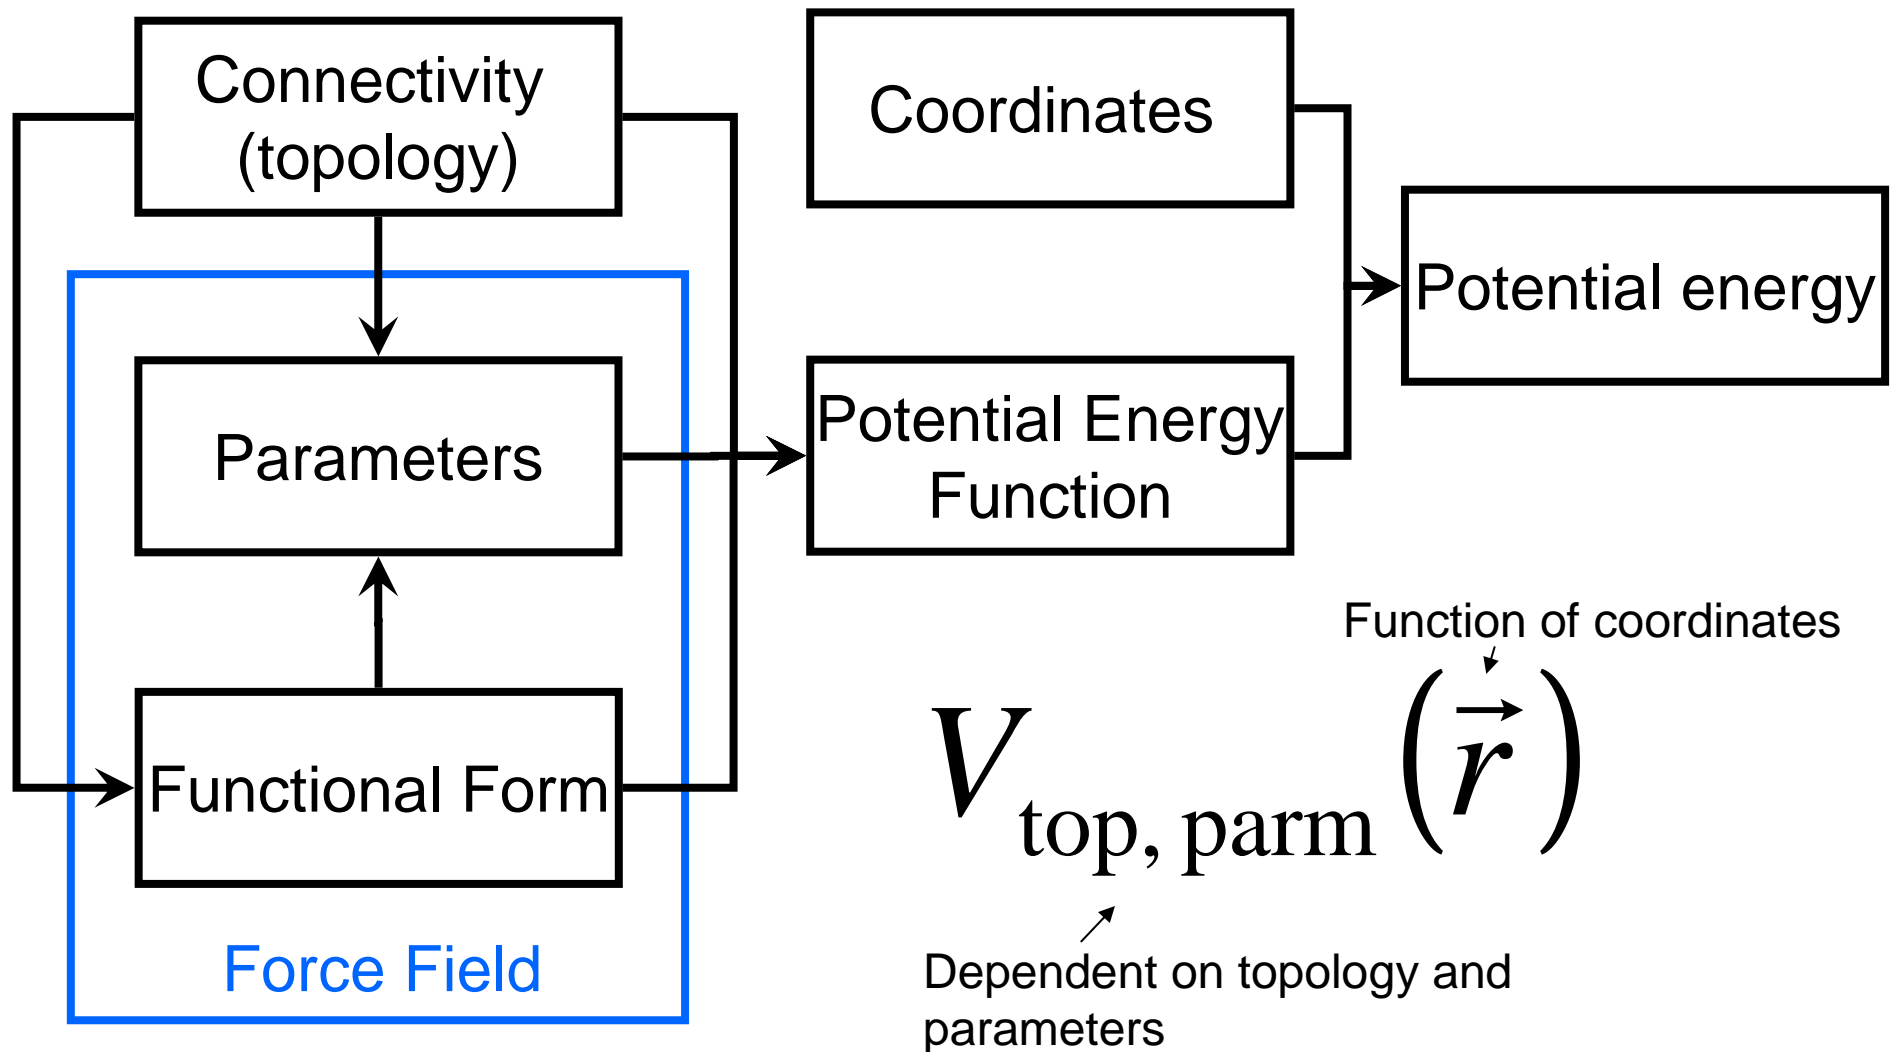 Connectivity
(topology)
Coordinates
Potential energy
Parameters
Potential Energy
Function
Functional Form
Force Field
Function of coordinates
V top, parm (r⃗)
Dependent on topology and
parameters